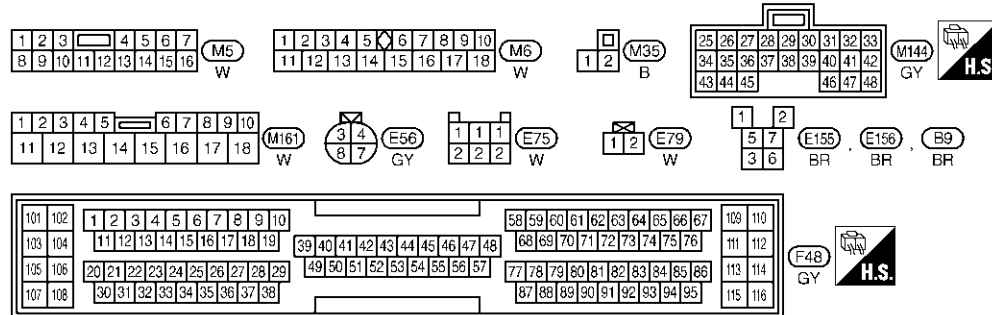 1 2 3 4 5 6 7
8 9 10 11 12 13 14 15 16
M5
W
1 2 3 4 5 6 7 8 9 10
11 12 13 14 15 16 17 18
M6
W
1 2
M35
B
25 26 27 28 29 30 31 32 33
34 35 36 37 38 39 40 41 42
43 44 45 46 47 48
M144
GY
H.S
1 2 3 4 5 6 7 8 9 10
11 12 13 14 15 16 17 18
M161
W
3 4
8 7
E56
GY
1 1 1
2 2 2
E75
W
1 2
E79
W
1 2
5 7
3 6
E155 , E156 , B9
BR BR BR
101 102
103 104
105 106
107 108
1 2 3 4 5 6 7 8 9 10
11 12 13 14 15 16 17 18 19
20 21 22 23 24 25 26 27 28 29
30 31 32 33 34 35 36 37 38
39 40 41 42 43 44 45 46 47 48
49 50 51 52 53 54 55 56 57
58 59 60 61 62 63 64 65 66 67
68 69 70 71 72 73 74 75 76
77 78 79 80 81 82 83 84 85 86
87 88 89 90 91 92 93 94 95
109 110
111 112
113 114
115 116
F48
GY
H.S.